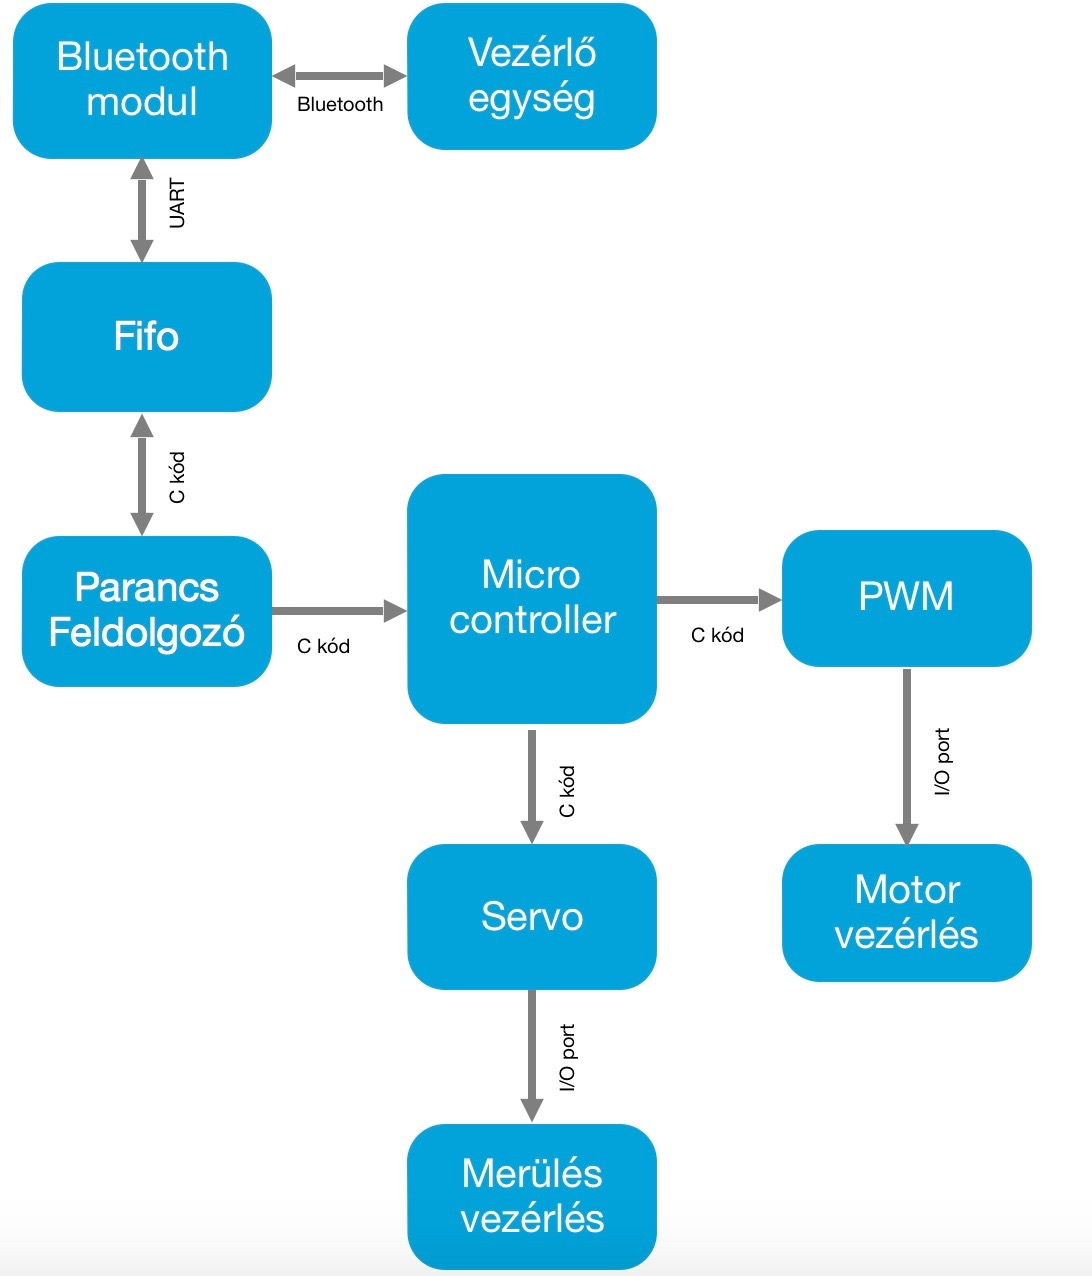 Bluetooth
modul
Bluetooth
Vezérlő
egység
UART
Fifo
C kód
Parancs
Feldolgozó
C kód
Micro
controller
C kód
PWM
I/O port
Motor
vezérlés
C kód
Servo
I/O port
Merülés
vezérlés